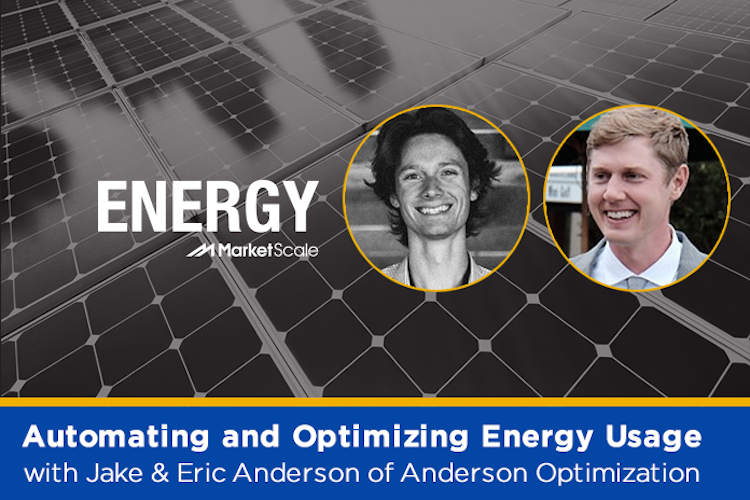 ENERGY
MarketScale
Automating and Optimizing Energy Usage
with Jake & Eric Anderson of Anderson Optimization